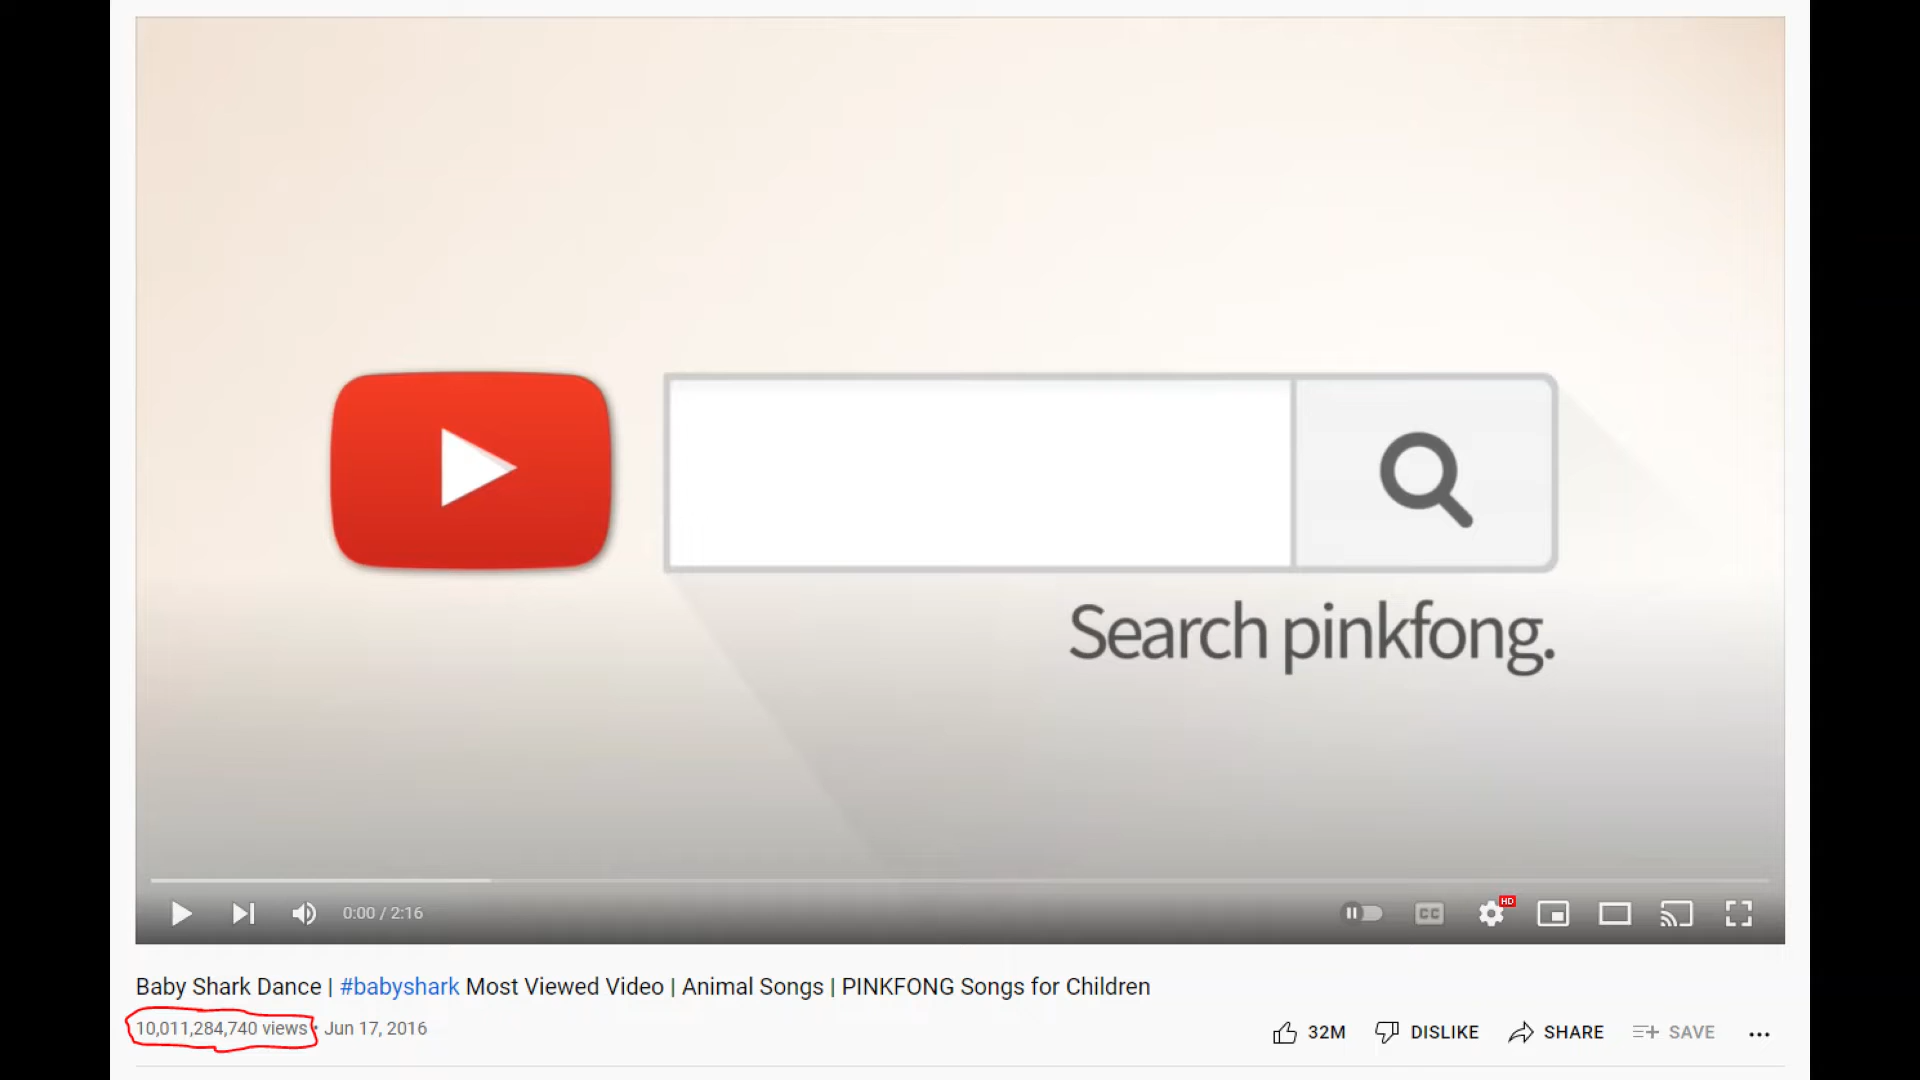 Search pinkfong.
0:00 / 2:16
CC
HD
Baby Shark Dance | #babyshark Most Viewed Video | Animal Songs | PINKFONG Songs for Children
10,011,284,740 views • Jun 17, 2016
32M DISLIKE SHARE SAVE